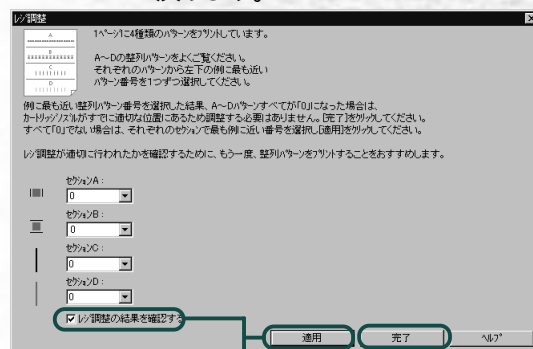 ﾚｼﾞ調整
1ﾍﾟｰｼﾞに4種類のﾊﾟﾀｰﾝをﾌﾟﾘﾝﾄしています。
A～Dの整列ﾊﾟﾀｰﾝをよくご覧ください。
それぞれのﾊﾟﾀｰﾝから左下の例に最も近い
ﾊﾟﾀｰﾝ番号を1つずつ選択してください。
A
B
C
D
例に最も近い整列ﾊﾟﾀｰﾝ番号を選択した結果、A～Dﾊﾟﾀｰﾝすべてが｢0｣になった場合は、
ｶｰﾄﾘｯｼﾞﾉｽﾞﾙがすでに適切な位置にあるため調整する必要はありません。[完了]をｸﾘｯｸしてください。
すべて｢0｣でない場合は、それぞれのｾｸｼｮﾝで最も例に近い番号を選択し[適用]をｸﾘｯｸしてください。
ﾚｼﾞ調整が適切に行われたかを確認するために、もう一度、整列ﾊﾟﾀｰﾝをﾌﾟﾘﾝﾄすることをおすすめします。
ｾｸｼｮﾝA：
0
ｾｸｼｮﾝB：
0
ｾｸｼｮﾝC：
0
ｾｸｼｮﾝD：
0
ﾚｼﾞ調整の結果を確認する
適用
完了
ﾍﾙﾌﾟ